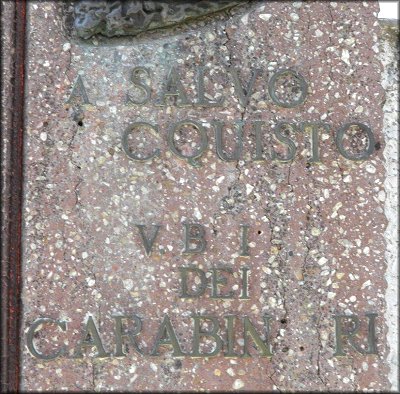 A SALVO
CQUISTO
V B I
DEI
CARABIN RI